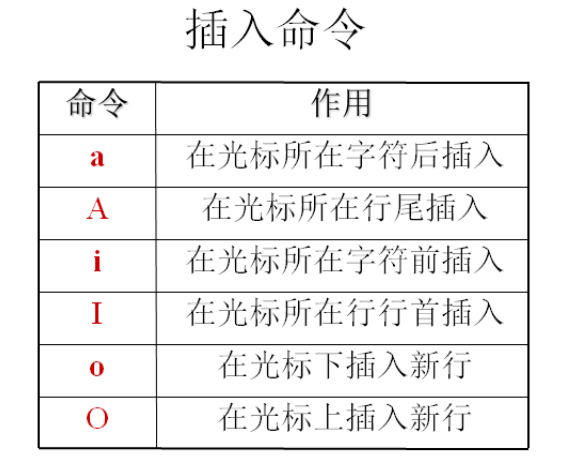 插入命令
命令 作用
a 在光标所在字符后插入
A 在光标所在行尾插入
i 在光标所在字符前插入
I 在光标所在行行首插入
o 在光标下插入新行
O 在光标上插入新行